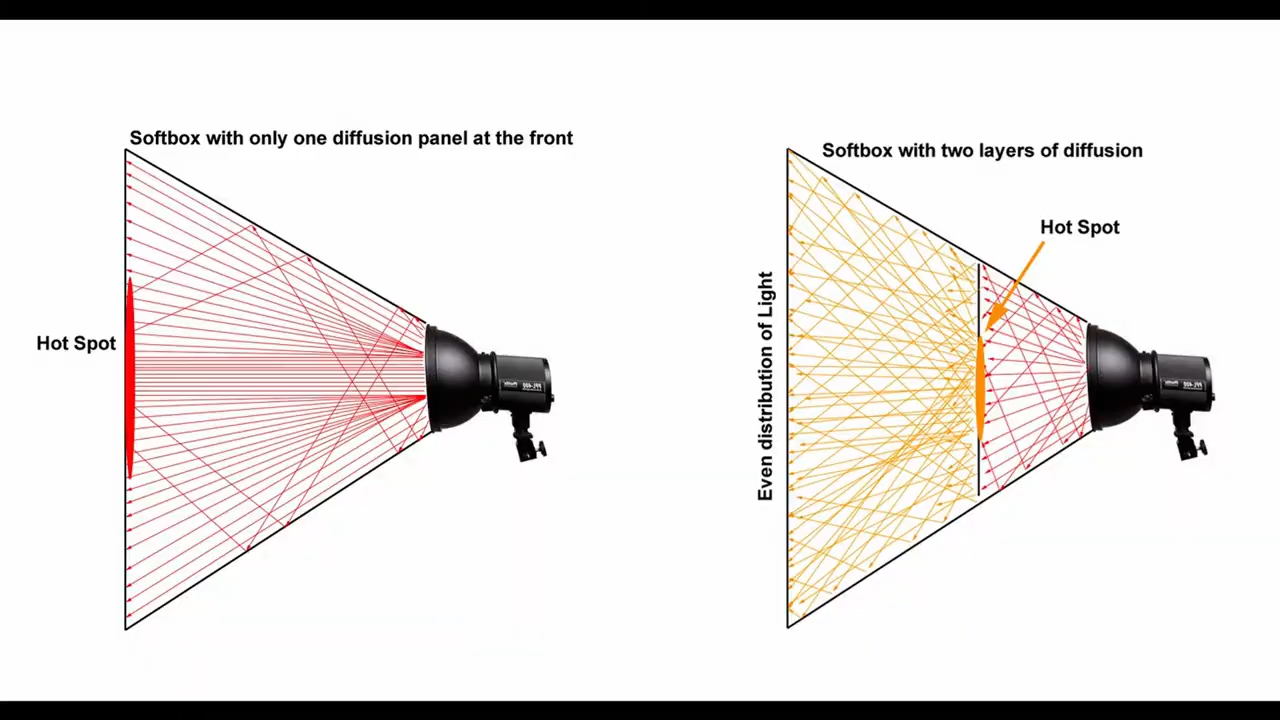 Softbox with only one diffusion panel at the front
Hot Spot
Softbox with two layers of diffusion
Hot Spot
Even distribution of Light